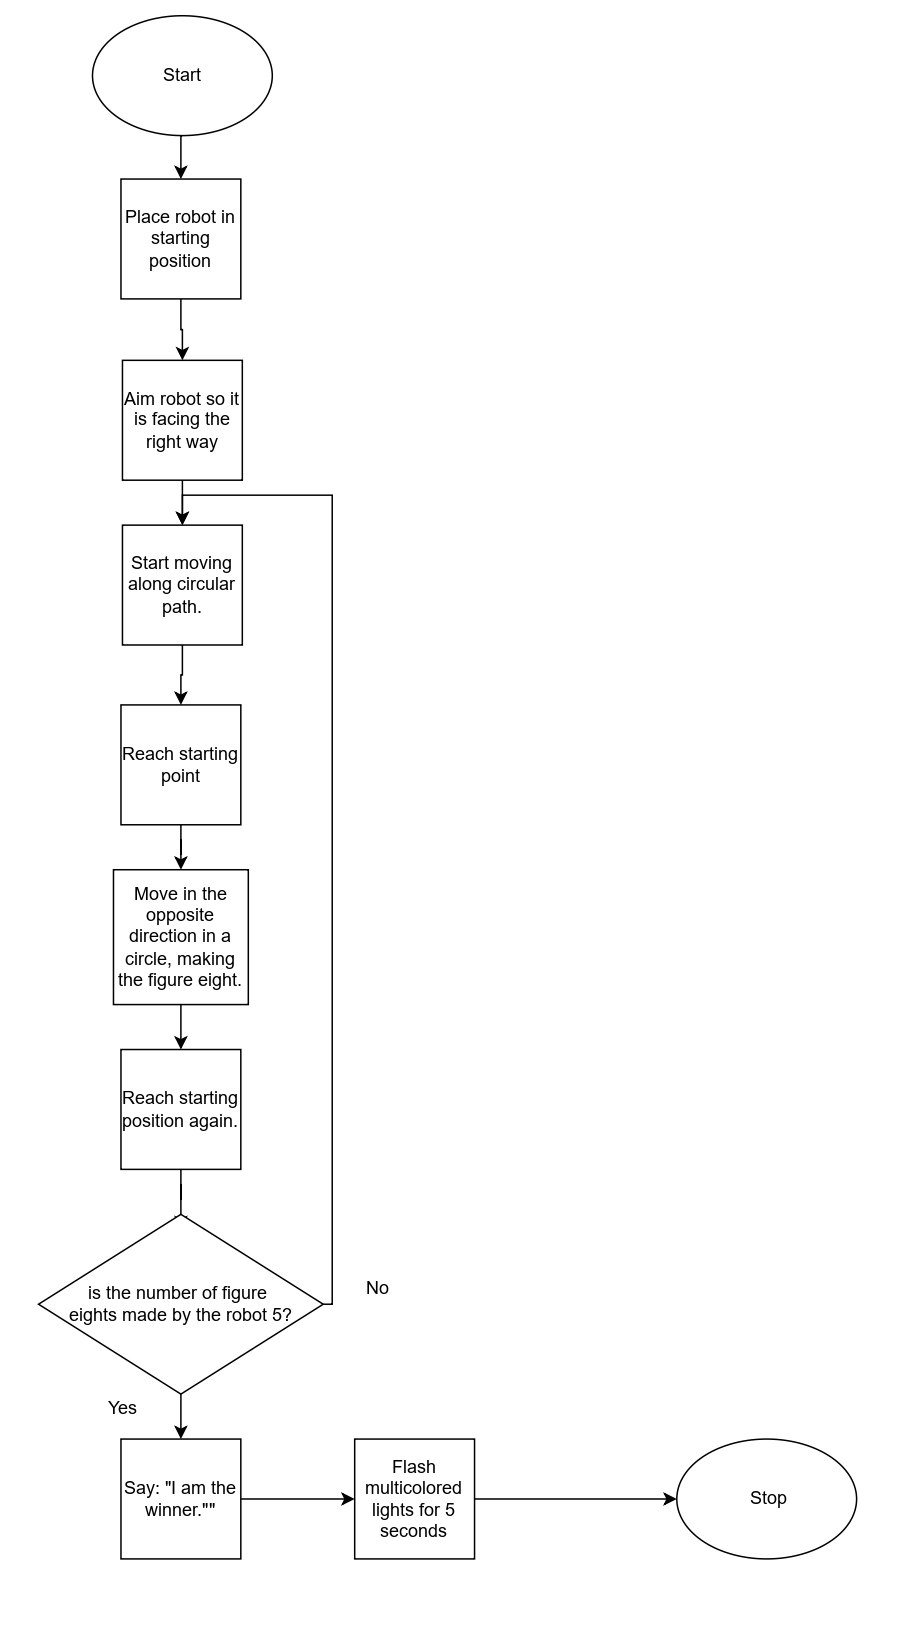 Start
Place robot in
starting
position
Aim robot so it
is facing the
right way
Start moving
along circular
path.
Reach starting
point
Move in the
opposite
direction in a
circle, making
the figure eight.
Reach starting
position again.
is the number of figure
eights made by the robot 5?
No
Yes
Say: "I am the
winner.""
Flash
multicolored
lights for 5
seconds
Stop